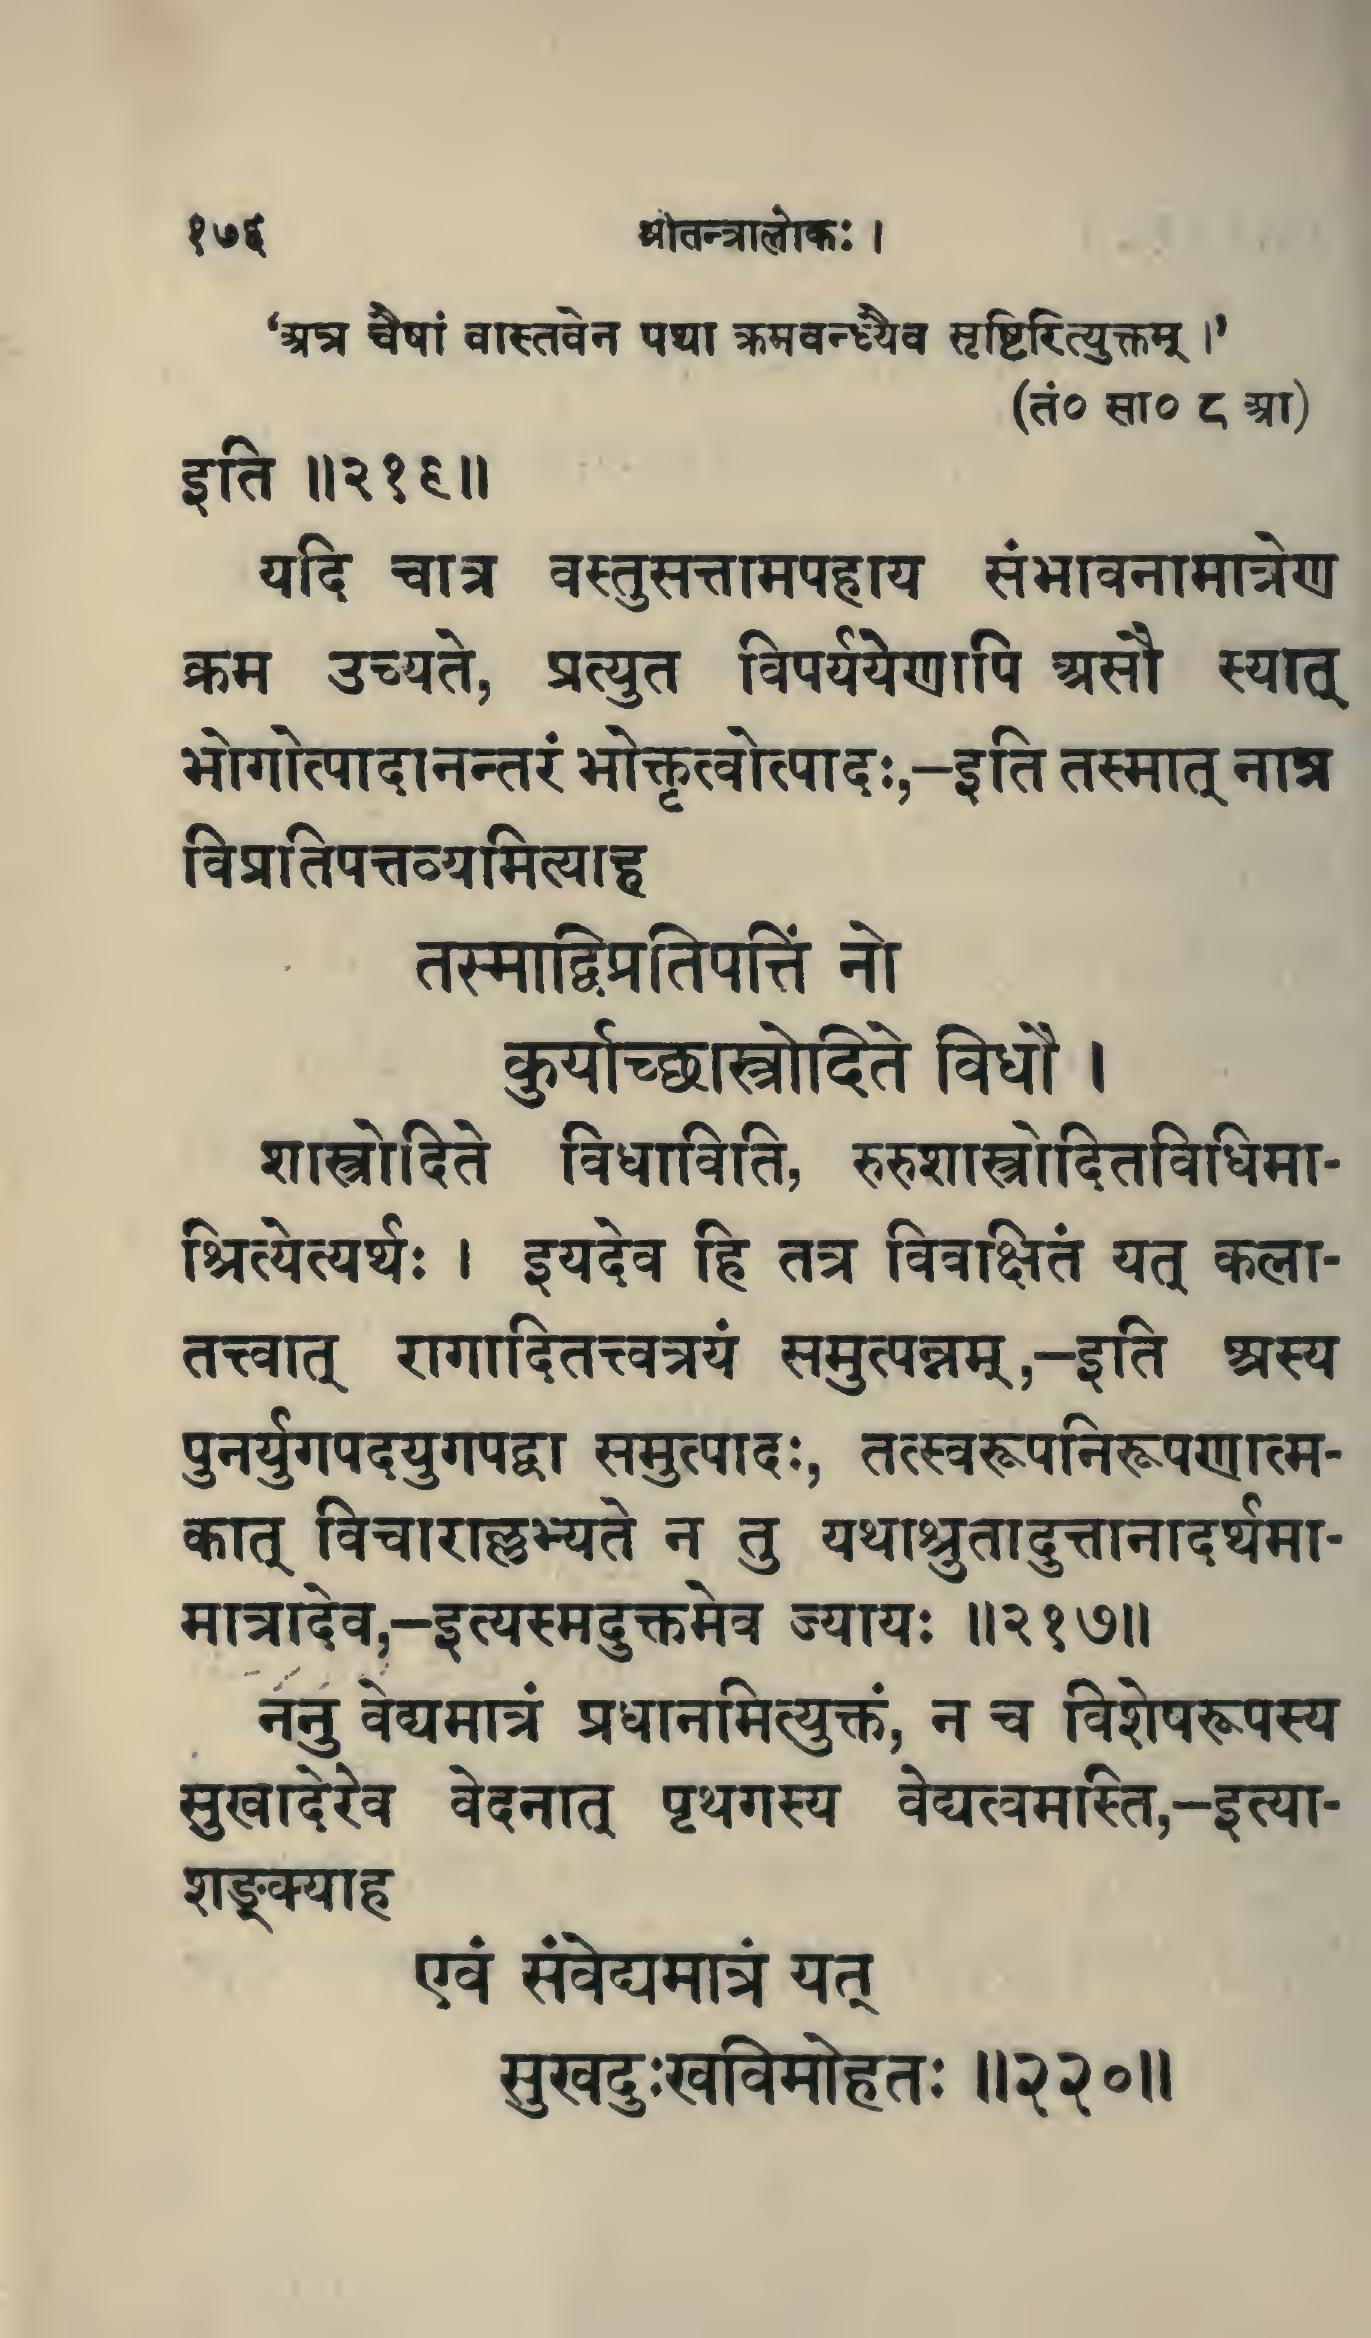 १७६ श्रीतन्त्रालोकः ।
‘अत्र चैषां वास्तवेन पथा क्रमवन्ध्यैव सृष्टिरित्युक्तम् ।’
(तं० सा० ८ आ)
इति ॥२१९॥
यदि चात्र वस्तुसत्तामपहाय संभावनामात्रेण
क्रम उच्यते, प्रत्युत विपर्ययेणापि असौ स्यात्
भोगोत्पादानन्तरं भोक्तृत्वोत्पादः,—इति तस्मात् नात्र
विप्रतिपत्तव्यमित्याह
तस्माद्विप्रतिपत्तिं नो
कुर्याच्छास्त्रोदिते विधौ ।
शास्त्रोदिते विधाविति, रुरुशास्त्रोदितविधिमा-
श्रित्येत्यर्थः । इयदेव हि तत्र विवक्षितं यत् कला-
तत्त्वात् रागादितत्त्वत्रयं समुत्पन्नम्,—इति अस्य
पुनर्युगपदयुगपद्वा समुत्पादः, तत्स्वरूपनिरूपणात्म-
कात् विचाराल्लभ्यते न तु यथाश्रुतादुत्तानादर्थमा-
मात्रादेव,—इत्यस्मदुक्तमेव ज्यायः ॥२१७॥
ननु वेद्यमात्रं प्रधानमित्युक्तं, न च विशेषरूपस्य
सुखादेरेव वेदनात् पृथगस्य वेद्यत्वमस्ति,—इत्या-
शङ्क्याह
एवं संवेद्यमात्रं यत्
सुखदुःखविमोहतः ॥२२०॥